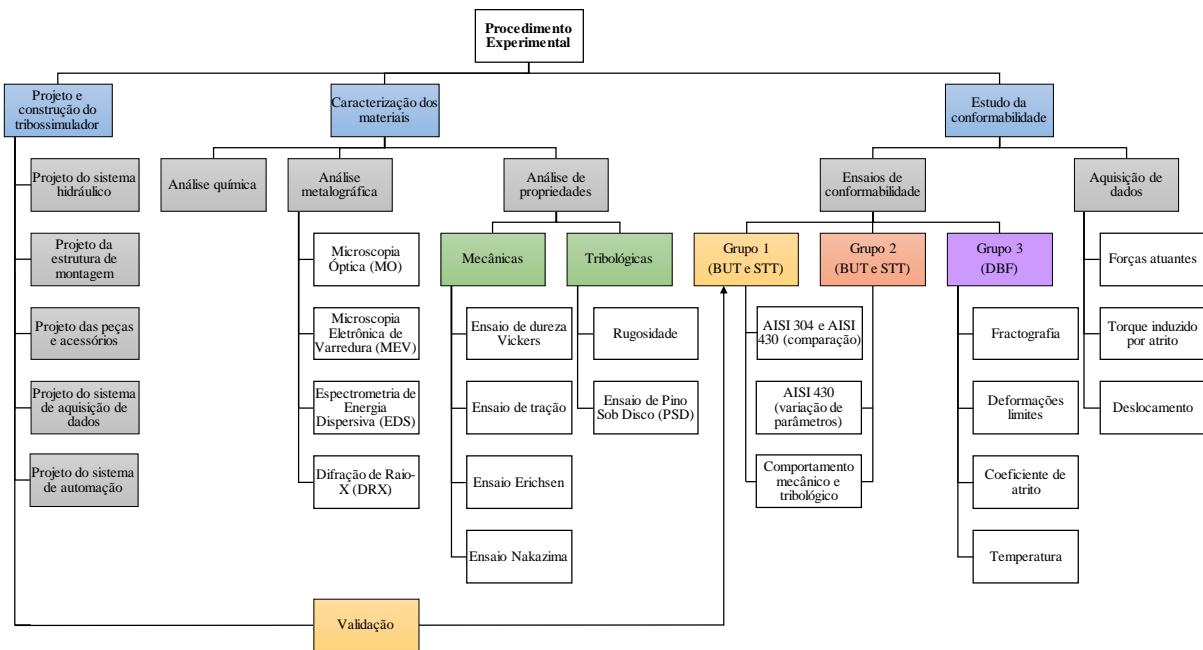 Procedimento
Experimental
Projeto e
construção do
tribossimulador
Caracterização dos
materiais
Estudo da
conformabilidade
Projeto do sistema
hidráulico
Análise química
Análise
metalográfica
Análise de
propriedades
Ensaios de
conformabilidade
Aquisição de
dados
Projeto da
estrutura de
montagem
Microscopia
Óptica (MO)
Mecânicas
Tribológicas
Grupo 1
(BUT e STT)
Grupo 2
(BUT e STT)
Grupo 3
(DBF)
Forças atuantes
Projeto das peças
e acessórios
Microscopia
Eletrônica de
Varredura (MEV)
Ensaio de dureza
Vickers
Rugosidade
AISI 304 e AISI
430 (comparação)
Fractografia
Torque induzido
por atrito
Projeto do sistema
de aquisição de
dados
Espectrometria de
Energia
Dispersiva (EDS)
Ensaio de tração
Ensaio de Pino
Sob Disco (PSD)
AISI 430
(variação de
parâmetros)
Deformações
limites
Deslocamento
Projeto do sistema
de automação
Difração de Raio-
X (DRX)
Ensaio Erichsen
Comportamento
mecânico e
tribológico
Coeficiente de
atrito
Ensaio Nakazima
Temperatura
Validação